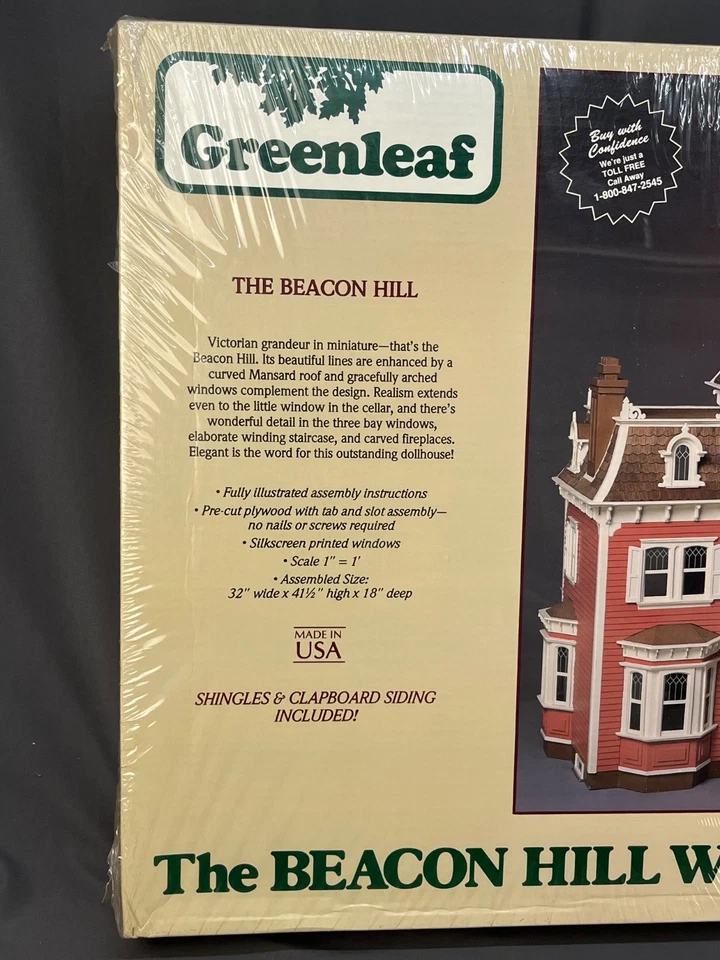 Greenleaf
Buy with
Confidence
We're just a
TOLL FREE
Call Away
1-800-847-2545
THE BEACON HILL
Victorian grandeur in miniature—that's the
Beacon Hill. Its beautiful lines are enhanced by a
curved Mansard roof and gracefully arched
windows complement the design. Realism extends
even to the little window in the cellar, and there's
wonderful detail in the three bay windows,
elaborate winding staircase, and carved fireplaces.
Elegant is the word for this outstanding dollhouse!
• Fully illustrated assembly instructions
• Pre-cut plywood with tab and slot assembly—
no nails or screws required
• Silkscreen printed windows
• Scale 1" = 1'
• Assembled Size:
32" wide x 41½" high x 18" deep
MADE IN
USA
SHINGLES & CLAPBOARD SIDING
INCLUDED!
The BEACON HILL W